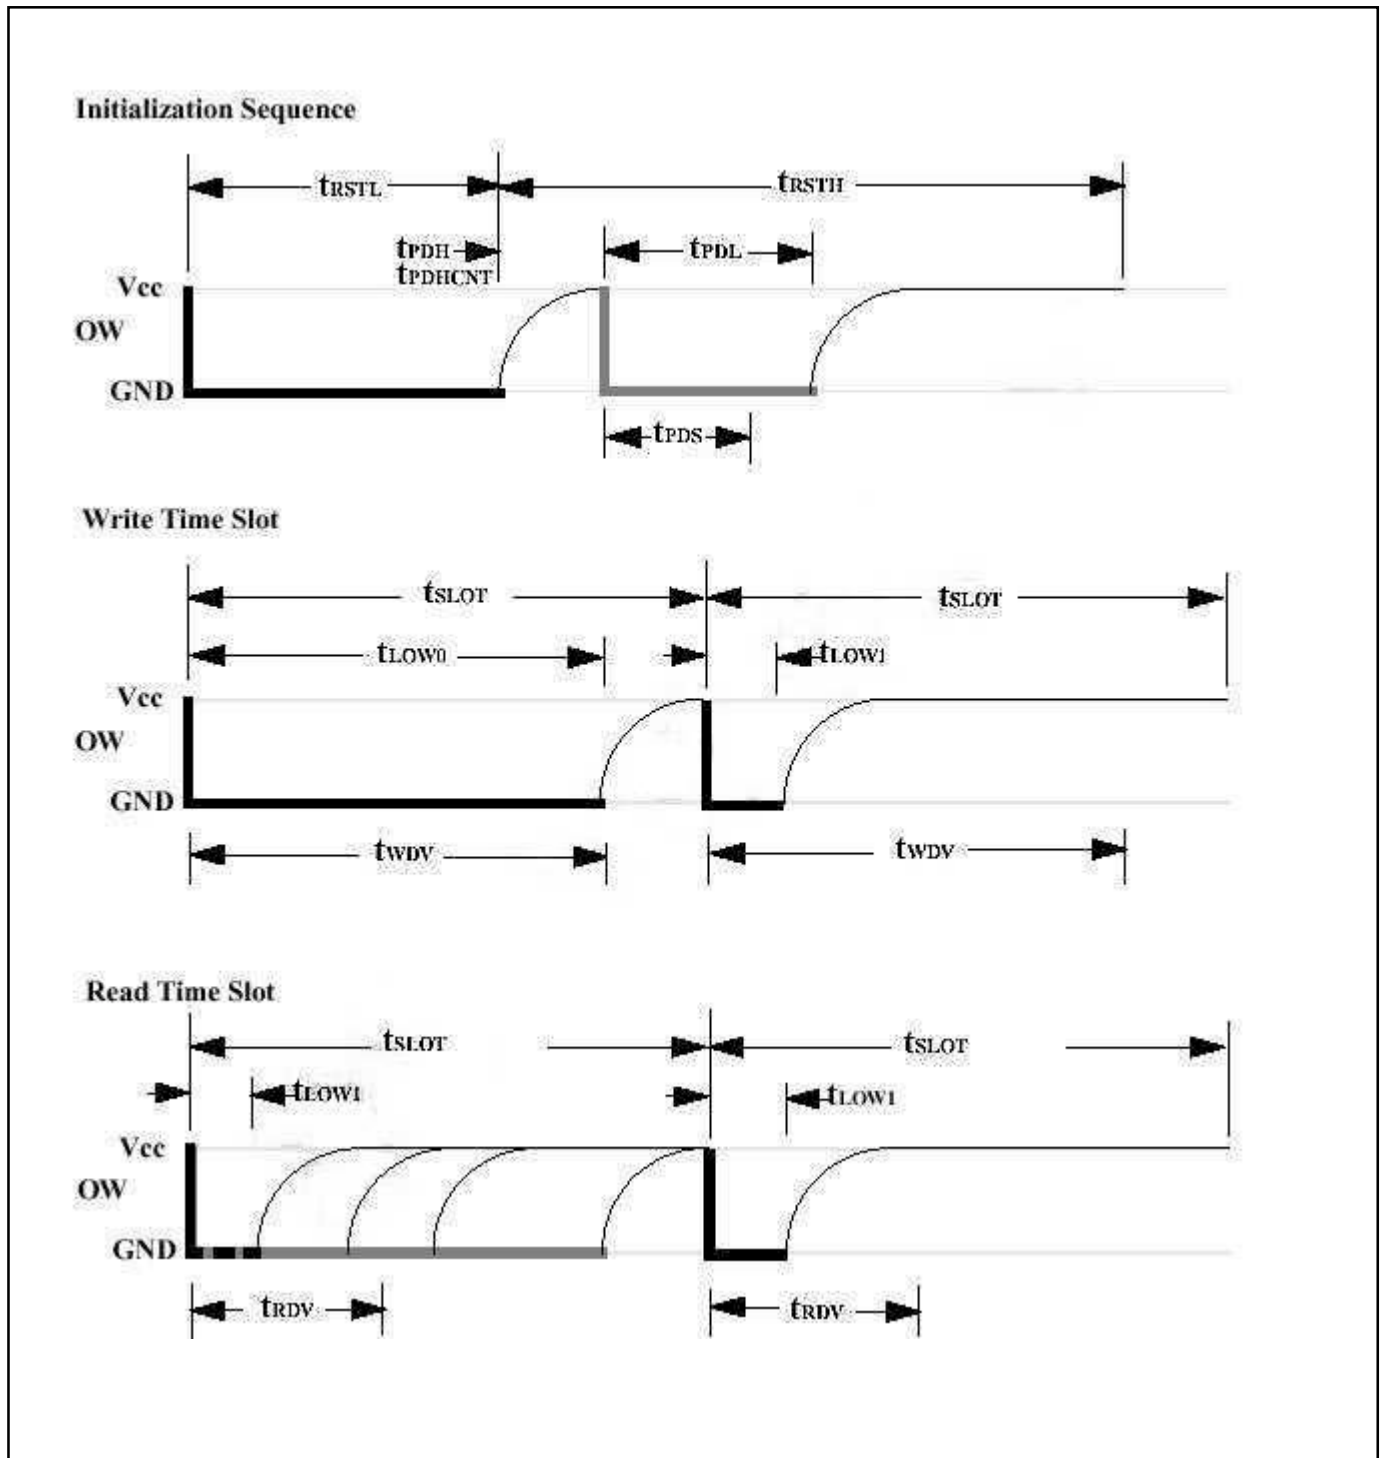 Initialization Sequence
tRSTL tRSTH
tPDH tPDL
tPDHCNT
Vcc
OW
GND
tPDS
Write Time Slot
tSLOT tSLOT
tLOW0 tLOW1
Vcc
OW
GND
tWDV tWDV
Read Time Slot
tSLOT tSLOT
tLOW1 tLOW1
Vcc
OW
GND
tRDV tRDV